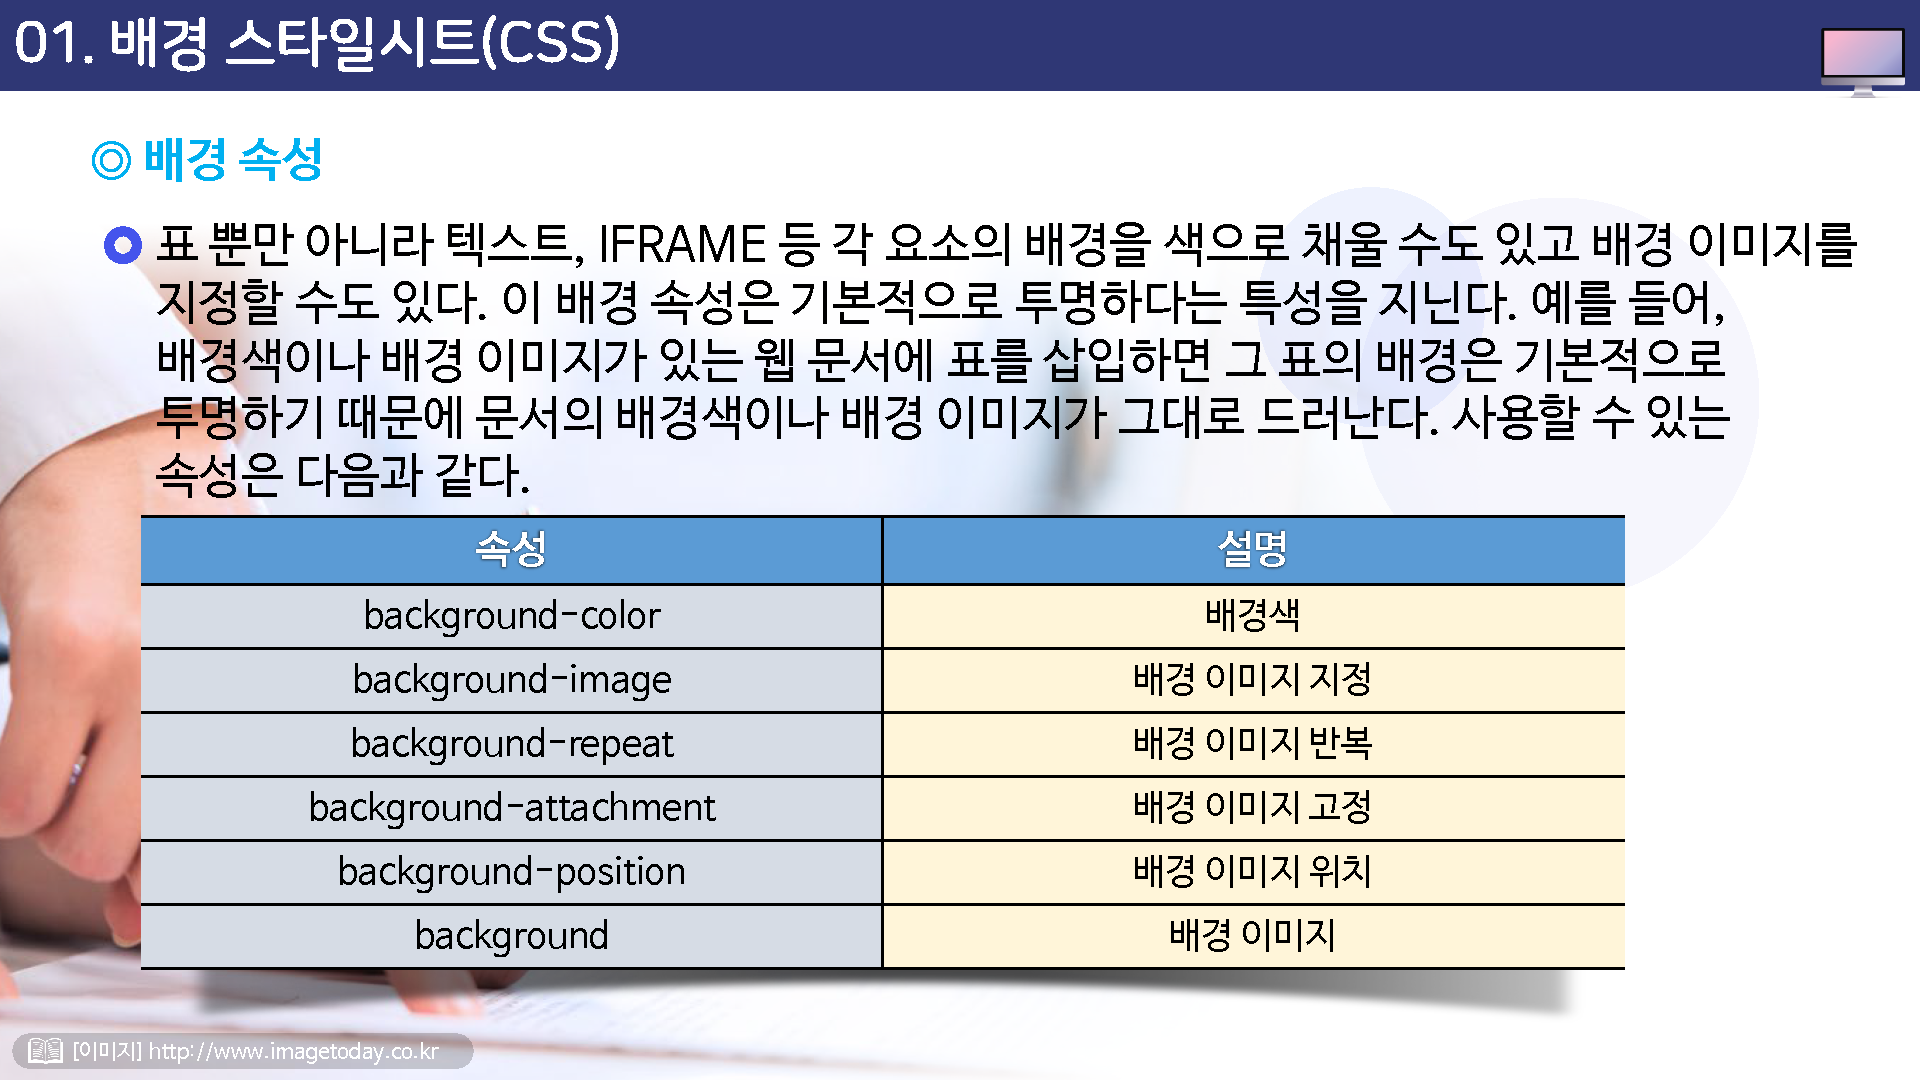 01. 배경 스타일시트(CSS)
◎ 배경 속성
표 뿐만 아니라 텍스트, IFRAME 등 각 요소의 배경을 색으로 채울 수도 있고 배경 이미지를
지정할 수도 있다. 이 배경 속성은 기본적으로 투명하다는 특성을 지닌다. 예를 들어,
배경색이나 배경 이미지가 있는 웹 문서에 표를 삽입하면 그 표의 배경은 기본적으로
투명하기 때문에 문서의 배경색이나 배경 이미지가 그대로 드러난다. 사용할 수 있는
속성은 다음과 같다.
속성 설명
background-color 배경색
background-image 배경 이미지 지정
background-repeat 배경 이미지 반복
background-attachment 배경 이미지 고정
background-position 배경 이미지 위치
background 배경 이미지
[이미지] http://www.imagetoday.co.kr